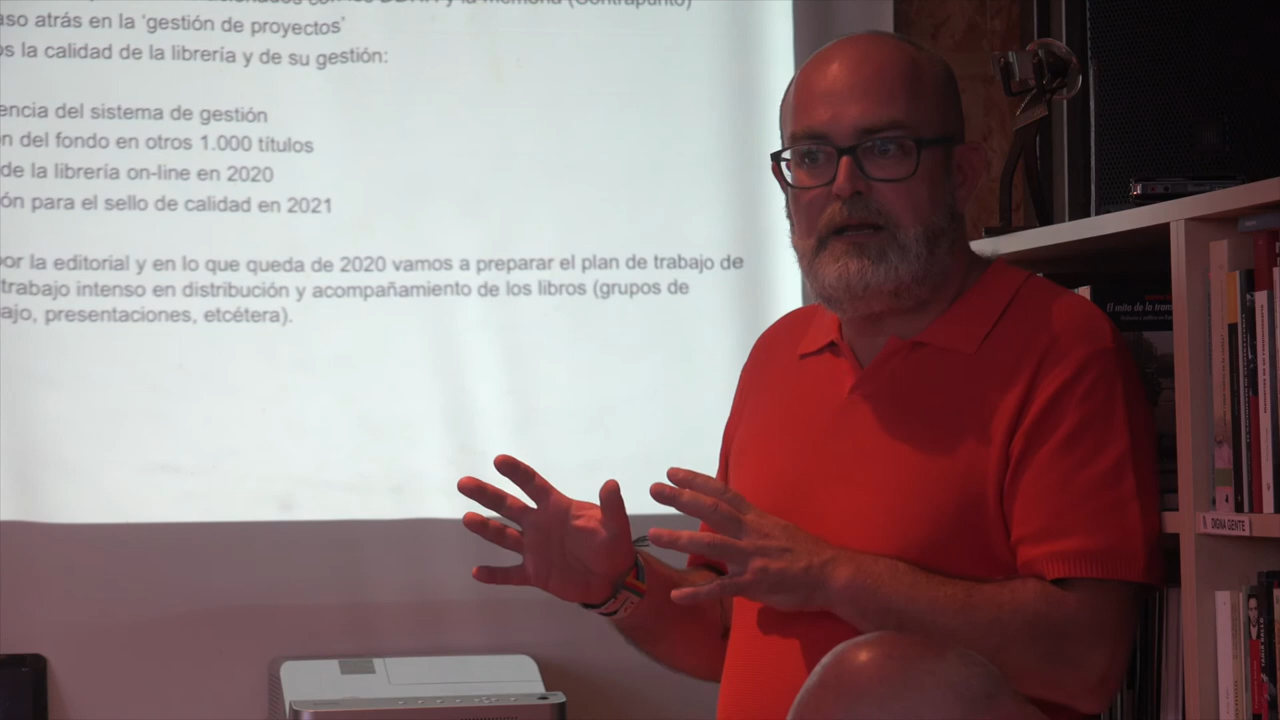 aso atrás en la 'gestión de proyectos'
os la calidad de la librería y de su gestión:
encia del sistema de gestión
n del fondo en otros 1.000 títulos
de la librería on-line en 2020
ón para el sello de calidad en 2021
por la editorial y en lo que queda de 2020 vamos a preparar el plan de trabajo de
trabajo intenso en distribución y acompañamiento de los libros (grupos de
ajo, presentaciones, etcétera).
El mito de la tran
DIGNA GENTE